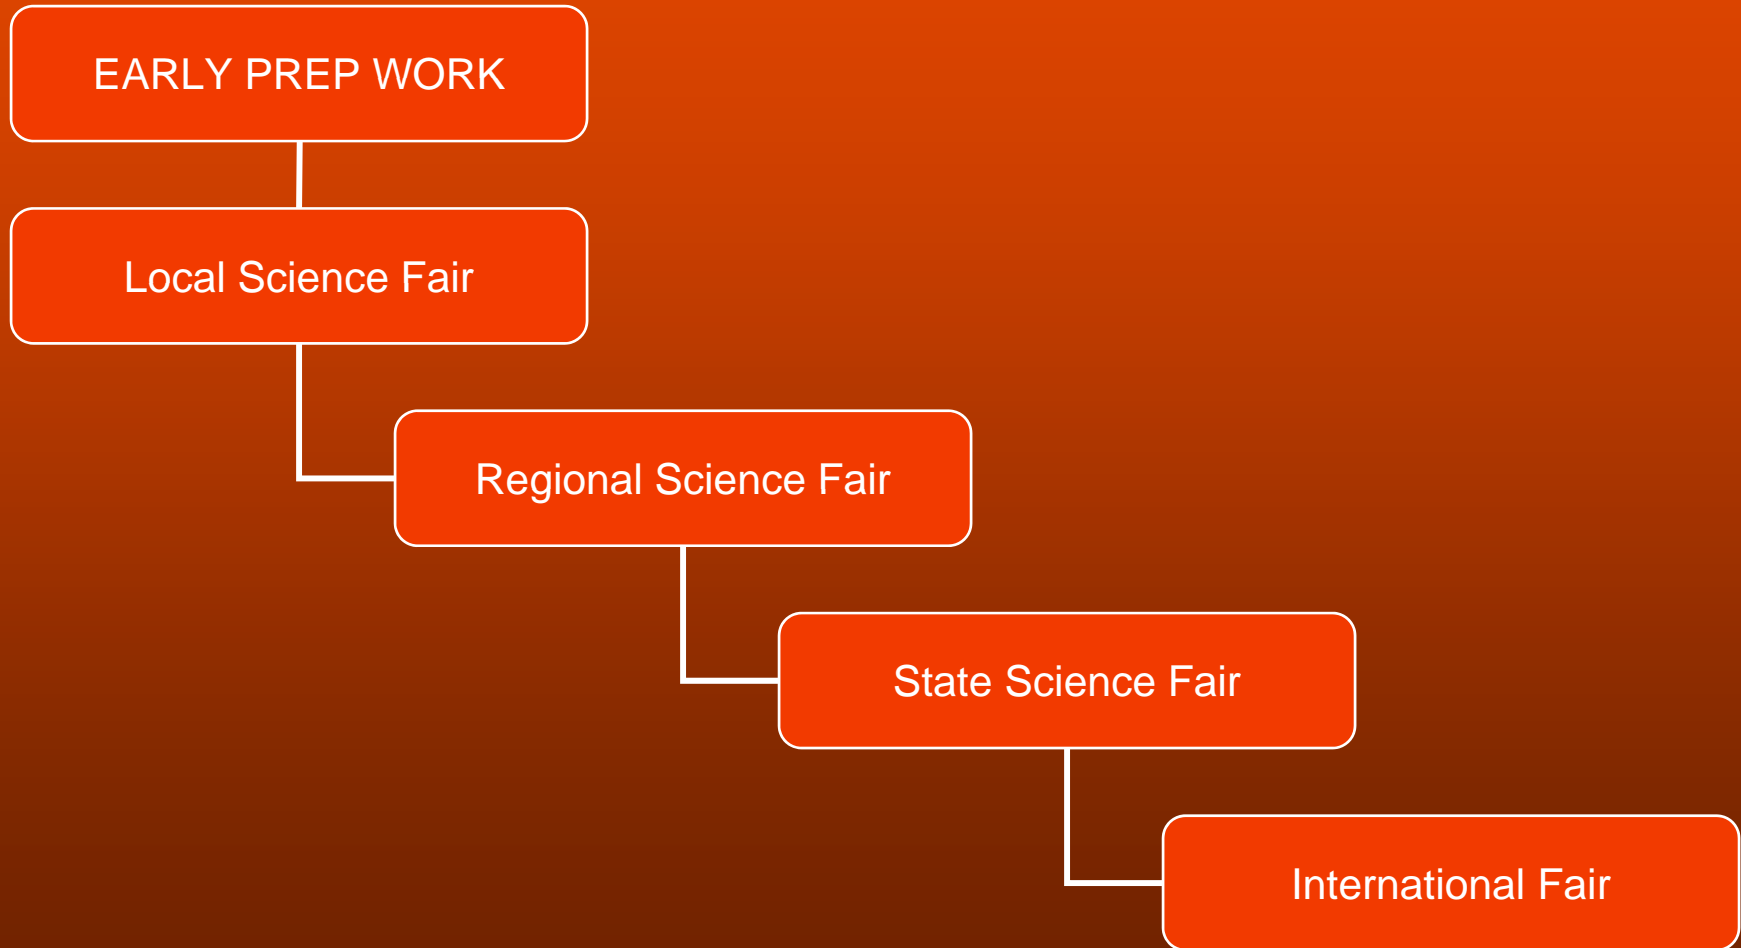 EARLY PREP WORK
Local Science Fair
Regional Science Fair
State Science Fair
International Fair